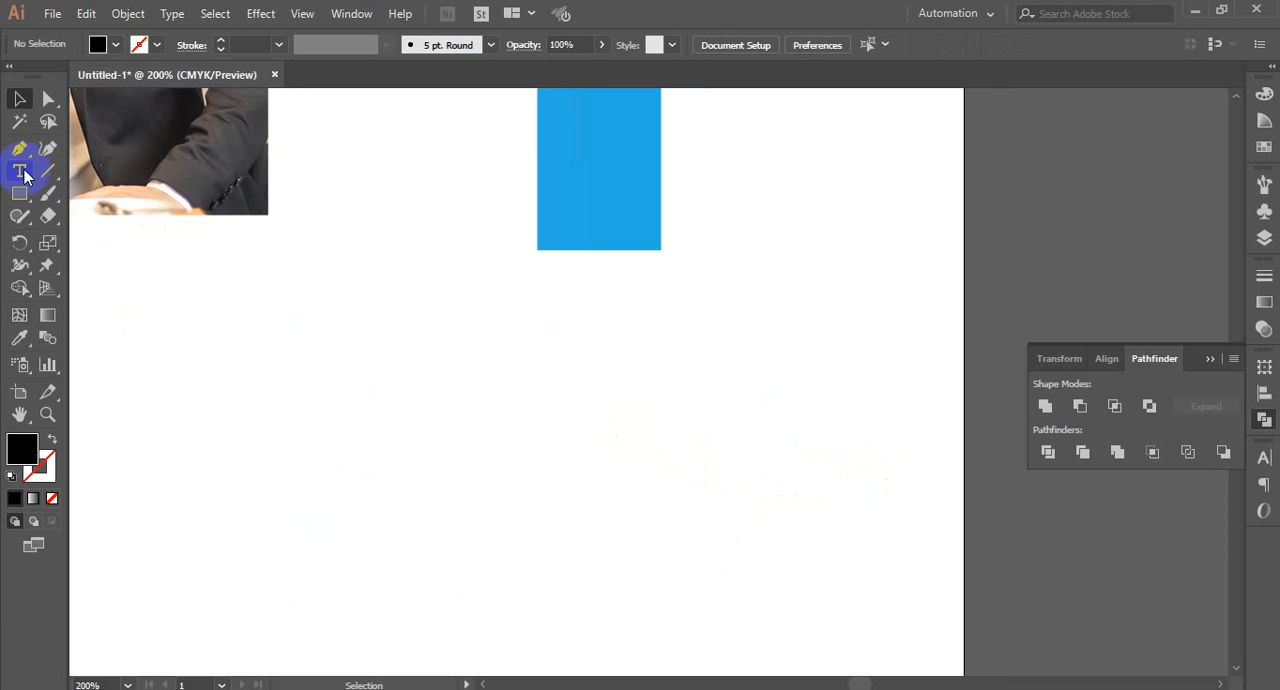 Ai File Edit Object Type Select Effect View Window Help Br St Automation Search Adobe Stock
No Selection Stroke: 5 pt. Round Opacity: 100% Style: Document Setup Preferences
Untitled-1* @ 200% (CMYK/Preview)
T
Transform Align Pathfinder
Shape Modes:
Expand
Pathfinders:
A
200% 1 Selection